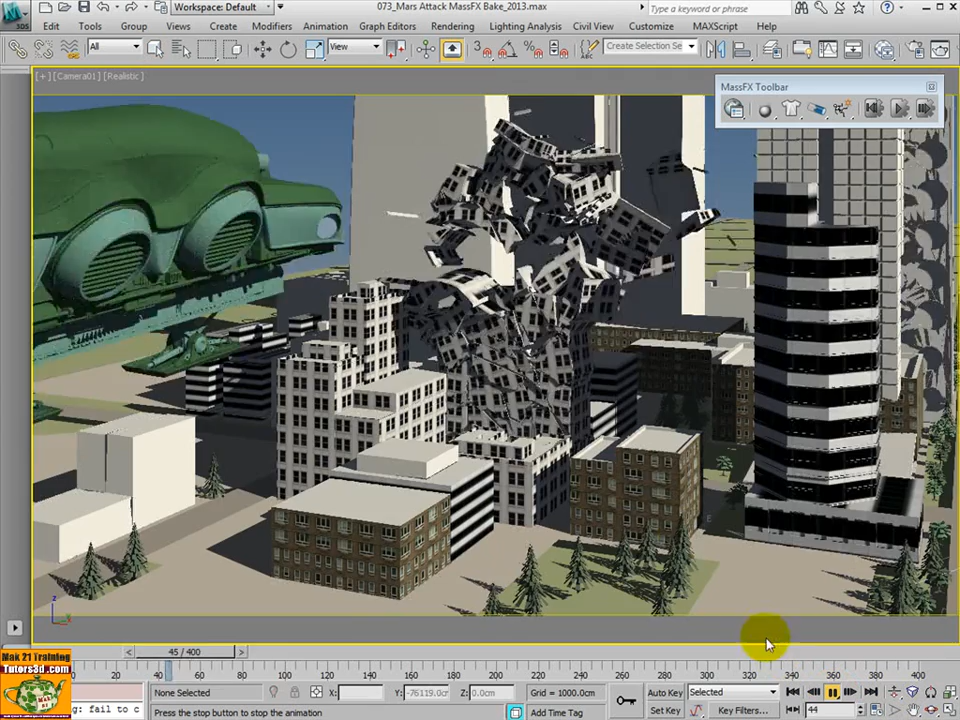 Workspace: Default
073_Mars Attack MassFX Bake_2013.max
Type a keyword or phrase
3DS
Edit Tools Group Views Create Modifiers Animation Graph Editors Rendering Lighting Analysis Civil View Customize MAXScript Help
All View Create Selection Se
[+] [Camera01] [Realistic]
MassFX Toolbar
z
45 / 400
Mak 21 Training
Tutors3d.com
20 40 60 80 100 120 140 160 180 200 220 240 260 280 300 320 340 360 380 400
None Selected X: Y: -76119.0cm Z: 0.0cm Grid = 1000.0cm Auto Key Selected
ng: fail to c Press the stop button to stop the animation Add Time Tag Set Key Key Filters... 44